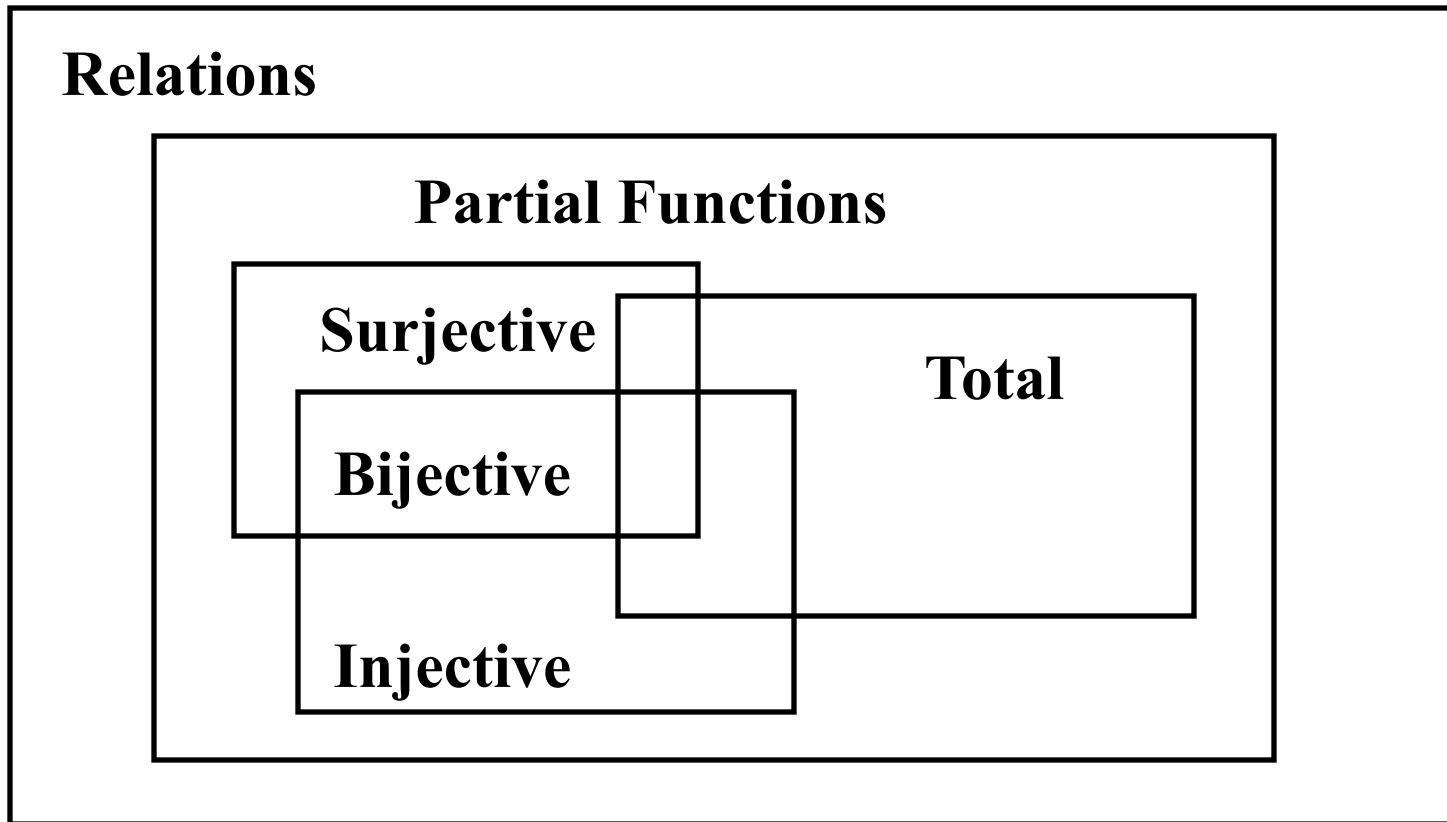 Relations
Partial Functions
Surjective
Total
Bijective
Injective